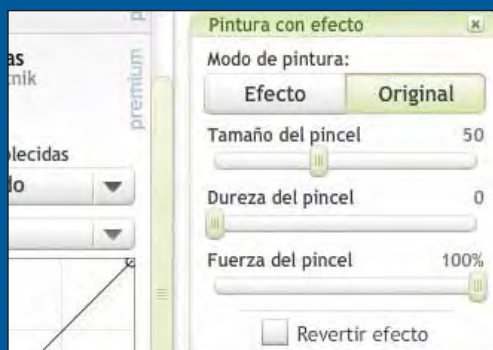 as
tnik
premium
olecidas
do
Pintura con efecto
Modo de pintura:
Efecto Original
Tamaño del pincel 50
Dureza del pincel 0
Fuerza del pincel 100%
Revertir efecto